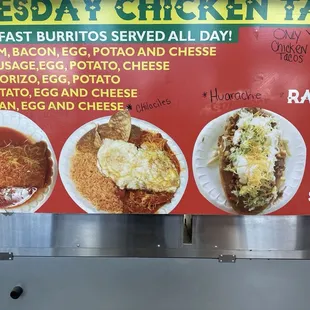 ESDAY CHICKEN TA
FAST BURRITOS SERVED ALL DAY!
M, BACON, EGG, POTAO AND CHESSE
USAGE,EGG, POTATO, CHEESE
ORIZO, EGG, POTATO
TATO, EGG AND CHEESE
AN, EGG AND CHEESE
* Chlaciles
* Huarache
only
Chicken
Tacos
RA
S